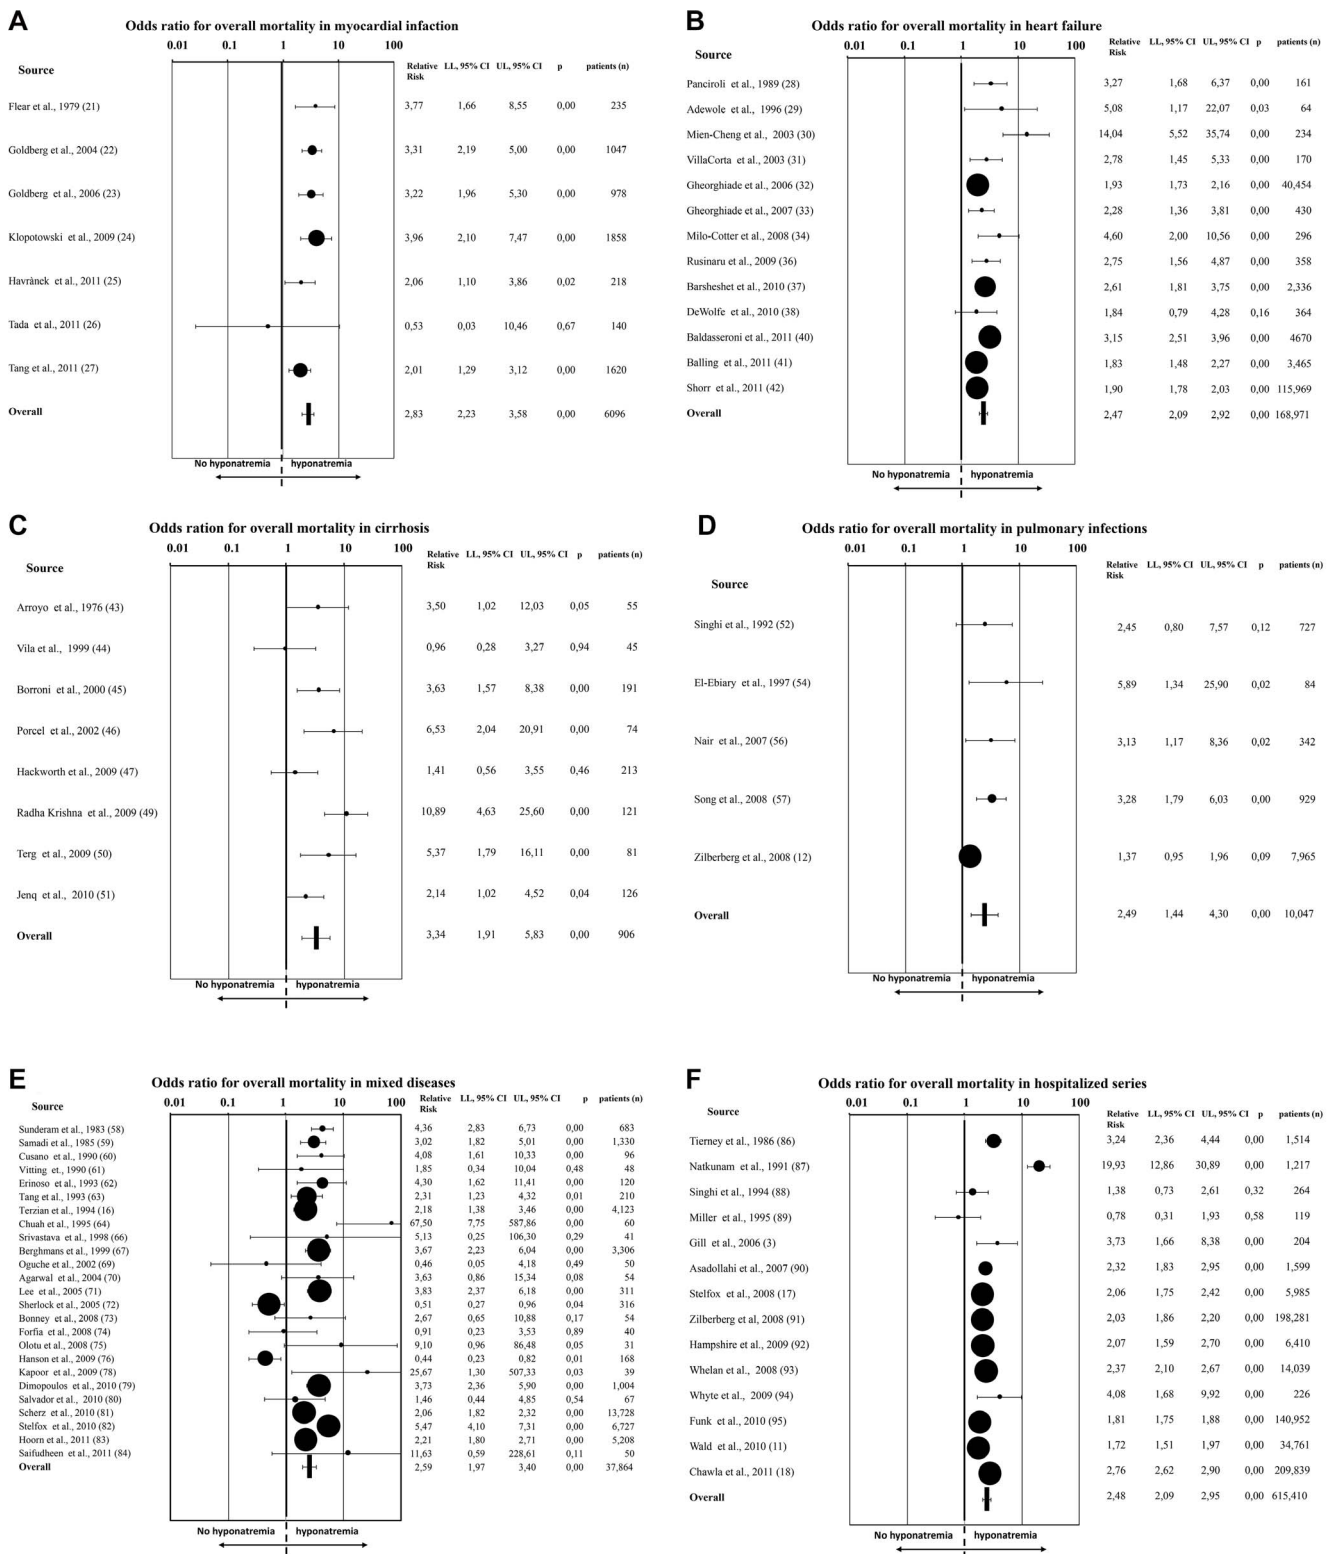 A
Odds ratio for overall mortality in myocardial infaction
0.01 0.1 1 10 100
Source
Relative Risk LL, 95% CI UL, 95% CI p patients (n)
Flear et al., 1979 (21) 3,77 1,66 8,55 0,00 235
Goldberg et al., 2004 (22) 3,31 2,19 5,00 0,00 1047
Goldberg et al., 2006 (23) 3,22 1,96 5,30 0,00 978
Klopotowski et al., 2009 (24) 3,96 2,10 7,47 0,00 1858
Havrànek et al., 2011 (25) 2,06 1,10 3,86 0,02 218
Tada et al., 2011 (26) 0,53 0,03 10,46 0,67 140
Tang et al., 2011 (27) 2,01 1,29 3,12 0,00 1620
Overall 2,83 2,23 3,58 0,00 6096
No hyponatremia hyponatremia
B
Odds ratio for overall mortality in heart failure
0.01 0.1 1 10 100
Source
Relative Risk LL, 95% CI UL, 95% CI p patients (n)
Panciroli et al., 1989 (28) 3,27 1,68 6,37 0,00 161
Adewole et al., 1996 (29) 5,08 1,17 22,07 0,03 64
Mien-Cheng et al., 2003 (30) 14,04 5,52 35,74 0,00 234
VillaCorta et al., 2003 (31) 2,78 1,45 5,33 0,00 170
Gheorghiade et al., 2006 (32) 1,93 1,73 2,16 0,00 40,454
Gheorghiade et al., 2007 (33) 2,28 1,36 3,81 0,00 430
Milo-Cotter et al., 2008 (34) 4,60 2,00 10,56 0,00 296
Rusinaru et al., 2009 (36) 2,75 1,56 4,87 0,00 358
Barsheshet et al., 2010 (37) 2,61 1,81 3,75 0,00 2,336
DeWolfe et al., 2010 (38) 1,84 0,79 4,28 0,16 364
Baldasseroni et al., 2011 (40) 3,15 2,51 3,96 0,00 4670
Balling et al., 2011 (41) 1,83 1,48 2,27 0,00 3,465
Shorr et al., 2011 (42) 1,90 1,78 2,03 0,00 115,969
Overall 2,47 2,09 2,92 0,00 168,971
No hyponatremia hyponatremia
C
Odds ration for overall mortality in cirrhosis
0.01 0.1 1 10 100
Source
Relative Risk LL, 95% CI UL, 95% CI p patients (n)
Arroyo et al., 1976 (43) 3,50 1,02 12,03 0,05 55
Vila et al., 1999 (44) 0,96 0,28 3,27 0,94 45
Borroni et al., 2000 (45) 3,63 1,57 8,38 0,00 191
Porcel et al., 2002 (46) 6,53 2,04 20,91 0,00 74
Hackworth et al., 2009 (47) 1,41 0,56 3,55 0,46 213
Radha Krishna et al., 2009 (49) 10,89 4,63 25,60 0,00 121
Terg et al., 2009 (50) 5,37 1,79 16,11 0,00 81
Jenq et al., 2010 (51) 2,14 1,02 4,52 0,04 126
Overall 3,34 1,91 5,83 0,00 906
No hyponatremia hyponatremia
D
Odds ratio for overall mortality in pulmonary infections
0.01 0.1 1 10 100
Source
Relative Risk LL, 95% CI UL, 95% CI p patients (n)
Singhi et al., 1992 (52) 2,45 0,80 7,57 0,12 727
El-Ebiary et al., 1997 (54) 5,89 1,34 25,90 0,02 84
Nair et al., 2007 (56) 3,13 1,17 8,36 0,02 342
Song et al., 2008 (57) 3,28 1,79 6,03 0,00 929
Zilberberg et al., 2008 (12) 1,37 0,95 1,96 0,09 7,965
Overall 2,49 1,44 4,30 0,00 10,047
No hyponatremia hyponatremia
E
Odds ratio for overall mortality in mixed diseases
0.01 0.1 1 10 100
Source
Relative Risk LL, 95% CI UL, 95% CI p patients (n)
Sunderam et al., 1983 (58) 4,36 2,83 6,73 0,00 683
Samadi et al., 1985 (59) 3,02 1,82 5,01 0,00 1,330
Cusano et al., 1990 (60) 4,08 1,61 10,33 0,00 96
Vitting et., 1990 (61) 1,85 0,34 10,04 0,48 48
Erinoso et al., 1993 (62) 4,30 1,62 11,41 0,00 120
Tang et al., 1993 (63) 2,31 1,23 4,32 0,01 210
Terzian et al., 1994 (16) 2,18 1,38 3,46 0,00 4,123
Chuah et al., 1995 (64) 67,50 7,75 587,86 0,00 60
Srivastava et al., 1998 (66) 5,13 0,25 106,30 0,29 41
Berghmans et al., 1999 (67) 3,67 2,23 6,04 0,00 3,306
Oguche et al., 2002 (69) 0,46 0,05 4,18 0,49 50
Agarwal et al., 2004 (70) 3,63 0,86 15,34 0,08 54
Lee et al., 2005 (71) 3,83 2,37 6,18 0,00 311
Sherlock et al., 2005 (72) 0,51 0,27 0,96 0,04 316
Bonney et al., 2008 (73) 2,67 0,65 10,88 0,17 54
Forfia et al., 2008 (74) 0,91 0,23 3,53 0,89 40
Olotu et al., 2008 (75) 9,10 0,96 86,48 0,05 31
Hanson et al., 2009 (76) 0,44 0,23 0,82 0,01 168
Kapoor et al., 2009 (78) 25,67 1,30 507,33 0,03 39
Dimopoulos et al., 2010 (79) 3,73 2,36 5,90 0,00 1,004
Salvador et al., 2010 (80) 1,46 0,44 4,85 0,54 67
Scherz et al., 2010 (81) 2,06 1,82 2,32 0,00 13,728
Stelfox et al., 2010 (82) 5,47 4,10 7,31 0,00 6,727
Hoorn et al., 2011 (83) 2,21 1,80 2,71 0,00 5,208
Saifudheen et al., 2011 (84) 11,63 0,59 228,61 0,11 50
Overall 2,59 1,97 3,40 0,00 37,864
No hyponatremia hyponatremia
F
Odds ratio for overall mortality in hospitalized series
0.01 0.1 1 10 100
Source
Relative Risk LL, 95% CI UL, 95% CI p patients (n)
Tierney et al., 1986 (86) 3,24 2,36 4,44 0,00 1,514
Natkunam et al., 1991 (87) 19,93 12,86 30,89 0,00 1,217
Singhi et al., 1994 (88) 1,38 0,73 2,61 0,32 264
Miller et al., 1995 (89) 0,78 0,31 1,93 0,58 119
Gill et al., 2006 (3) 3,73 1,66 8,38 0,00 204
Asadollahi et al., 2007 (90) 2,32 1,83 2,95 0,00 1,599
Stelfox et al., 2008 (17) 2,06 1,75 2,42 0,00 5,985
Zilberberg et al, 2008 (91) 2,03 1,86 2,20 0,00 198,281
Hampshire et al., 2009 (92) 2,07 1,59 2,70 0,00 6,410
Whelan et al., 2008 (93) 2,37 2,10 2,67 0,00 14,039
Whyte et al., 2009 (94) 4,08 1,68 9,92 0,00 226
Funk et al., 2010 (95) 1,81 1,75 1,88 0,00 140,952
Wald et al., 2010 (11) 1,72 1,51 1,97 0,00 34,761
Chawla et al., 2011 (18) 2,76 2,62 2,90 0,00 209,839
Overall 2,48 2,09 2,95 0,00 615,410
No hyponatremia hyponatremia